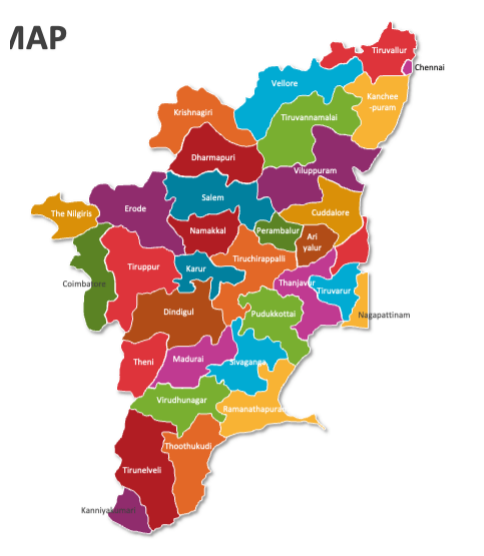 MAP
Tiruvallur
Chennai
Vellore
Kanchee
-puram
Krishnagiri
Tiruvannamalai
Dharmapuri
Viluppuram
Salem
Erode
The Nilgiris
Cuddalore
Namakkal
Perambalur
Ari
yalur
Tiruchirappalli
Tiruppur
Karur
Coimbatore
Thanjavur
Tiruvarur
Dindigul
Pudukkottai
Nagapattinam
Theni
Madurai
Sivaganga
Virudhunagar
Ramanathapuram
Thoothukudi
Tirunelveli
Kanniyakumari